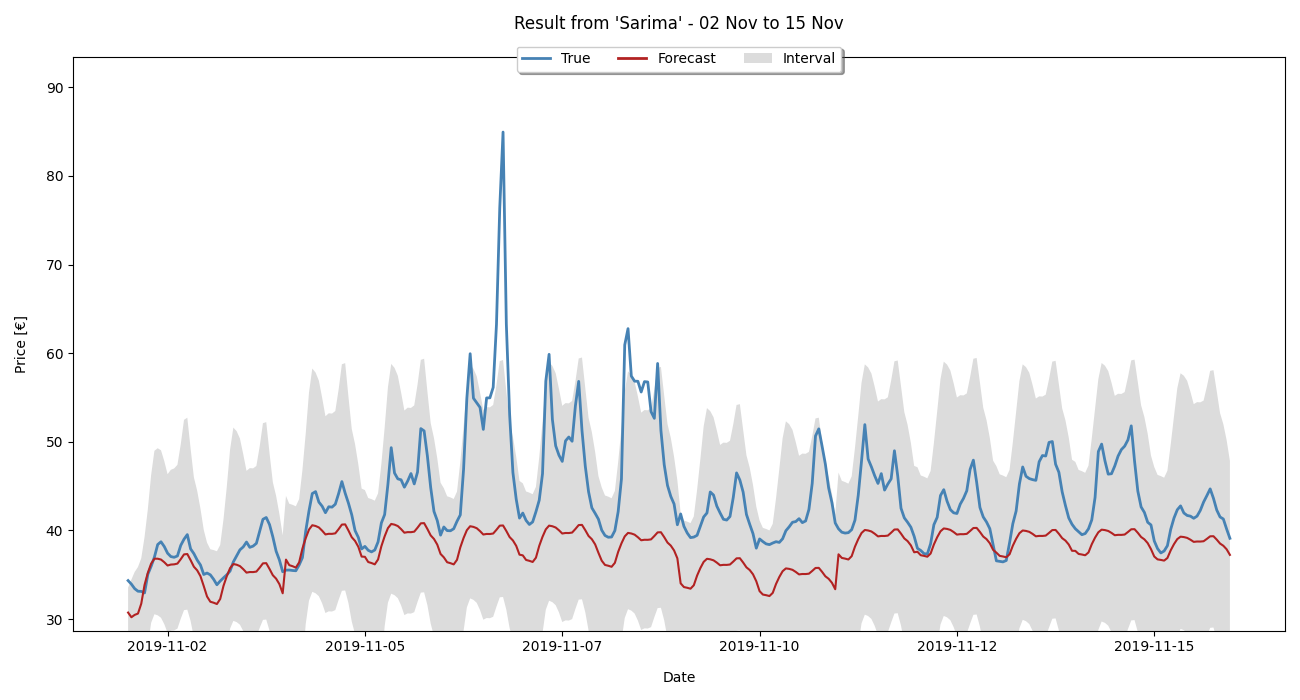 Result from 'Sarima' - 02 Nov to 15 Nov
True Forecast Interval
90
80
70
60
50
40
30
Price [€]
2019-11-02 2019-11-05 2019-11-07 2019-11-10 2019-11-12 2019-11-15
Date